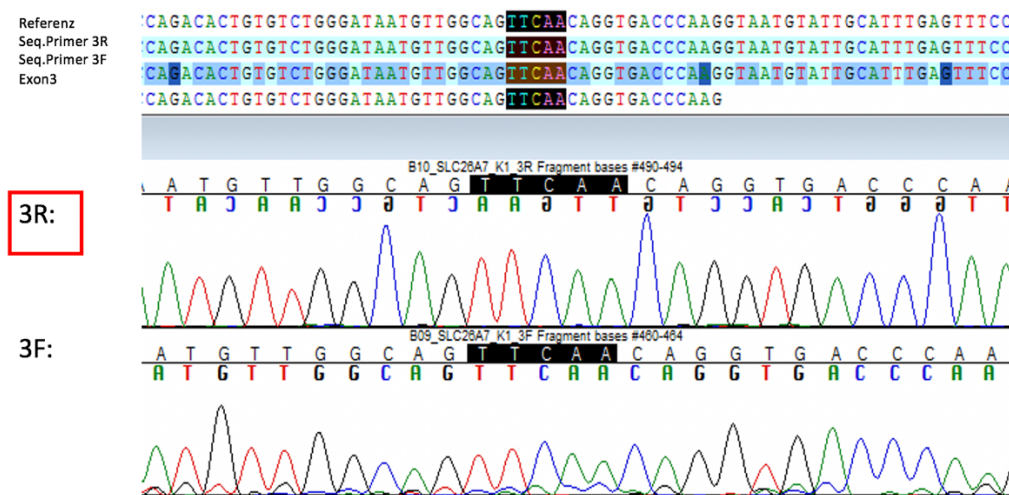 Referenz CAGACACTGTGTCTGGGATAATGTTGGCAGTTCAACAGGTGACCCAAGGTAATGTATTGCATTTGAGTTTCC
Seq.Primer 3R CAGACACTGTGTCTGGGATAATGTTGGCAGTTCAACAGGTGACCCAAGGTAATGTATTGCATTTGAGTTTCC
Seq.Primer 3F CAGACACTGTGTCTGGGATAATGTTGGCAGTTCAACAGGTGACCCAAGGTAATGTATTGCATTTGAGTTTCC
Exon3 CAGACACTGTGTCTGGGATAATGTTGGCAGTTCAACAGGTGACCCAAG
B10_SLC26A7_K1_3R Fragment bases #490-494
A T G T T G G C A G T T C A A C A G G T G A C C C A A
3R: T A C A A C C G T C A A G T T G T C C A C T G G G T T
B09_SLC26A7_K1_3F Fragment bases #460-464
3F: A T G T T G G C A G T T C A A C A G G T G A C C C A A
A T G T T G G C A G T T C A A C A G G T G A C C C A A